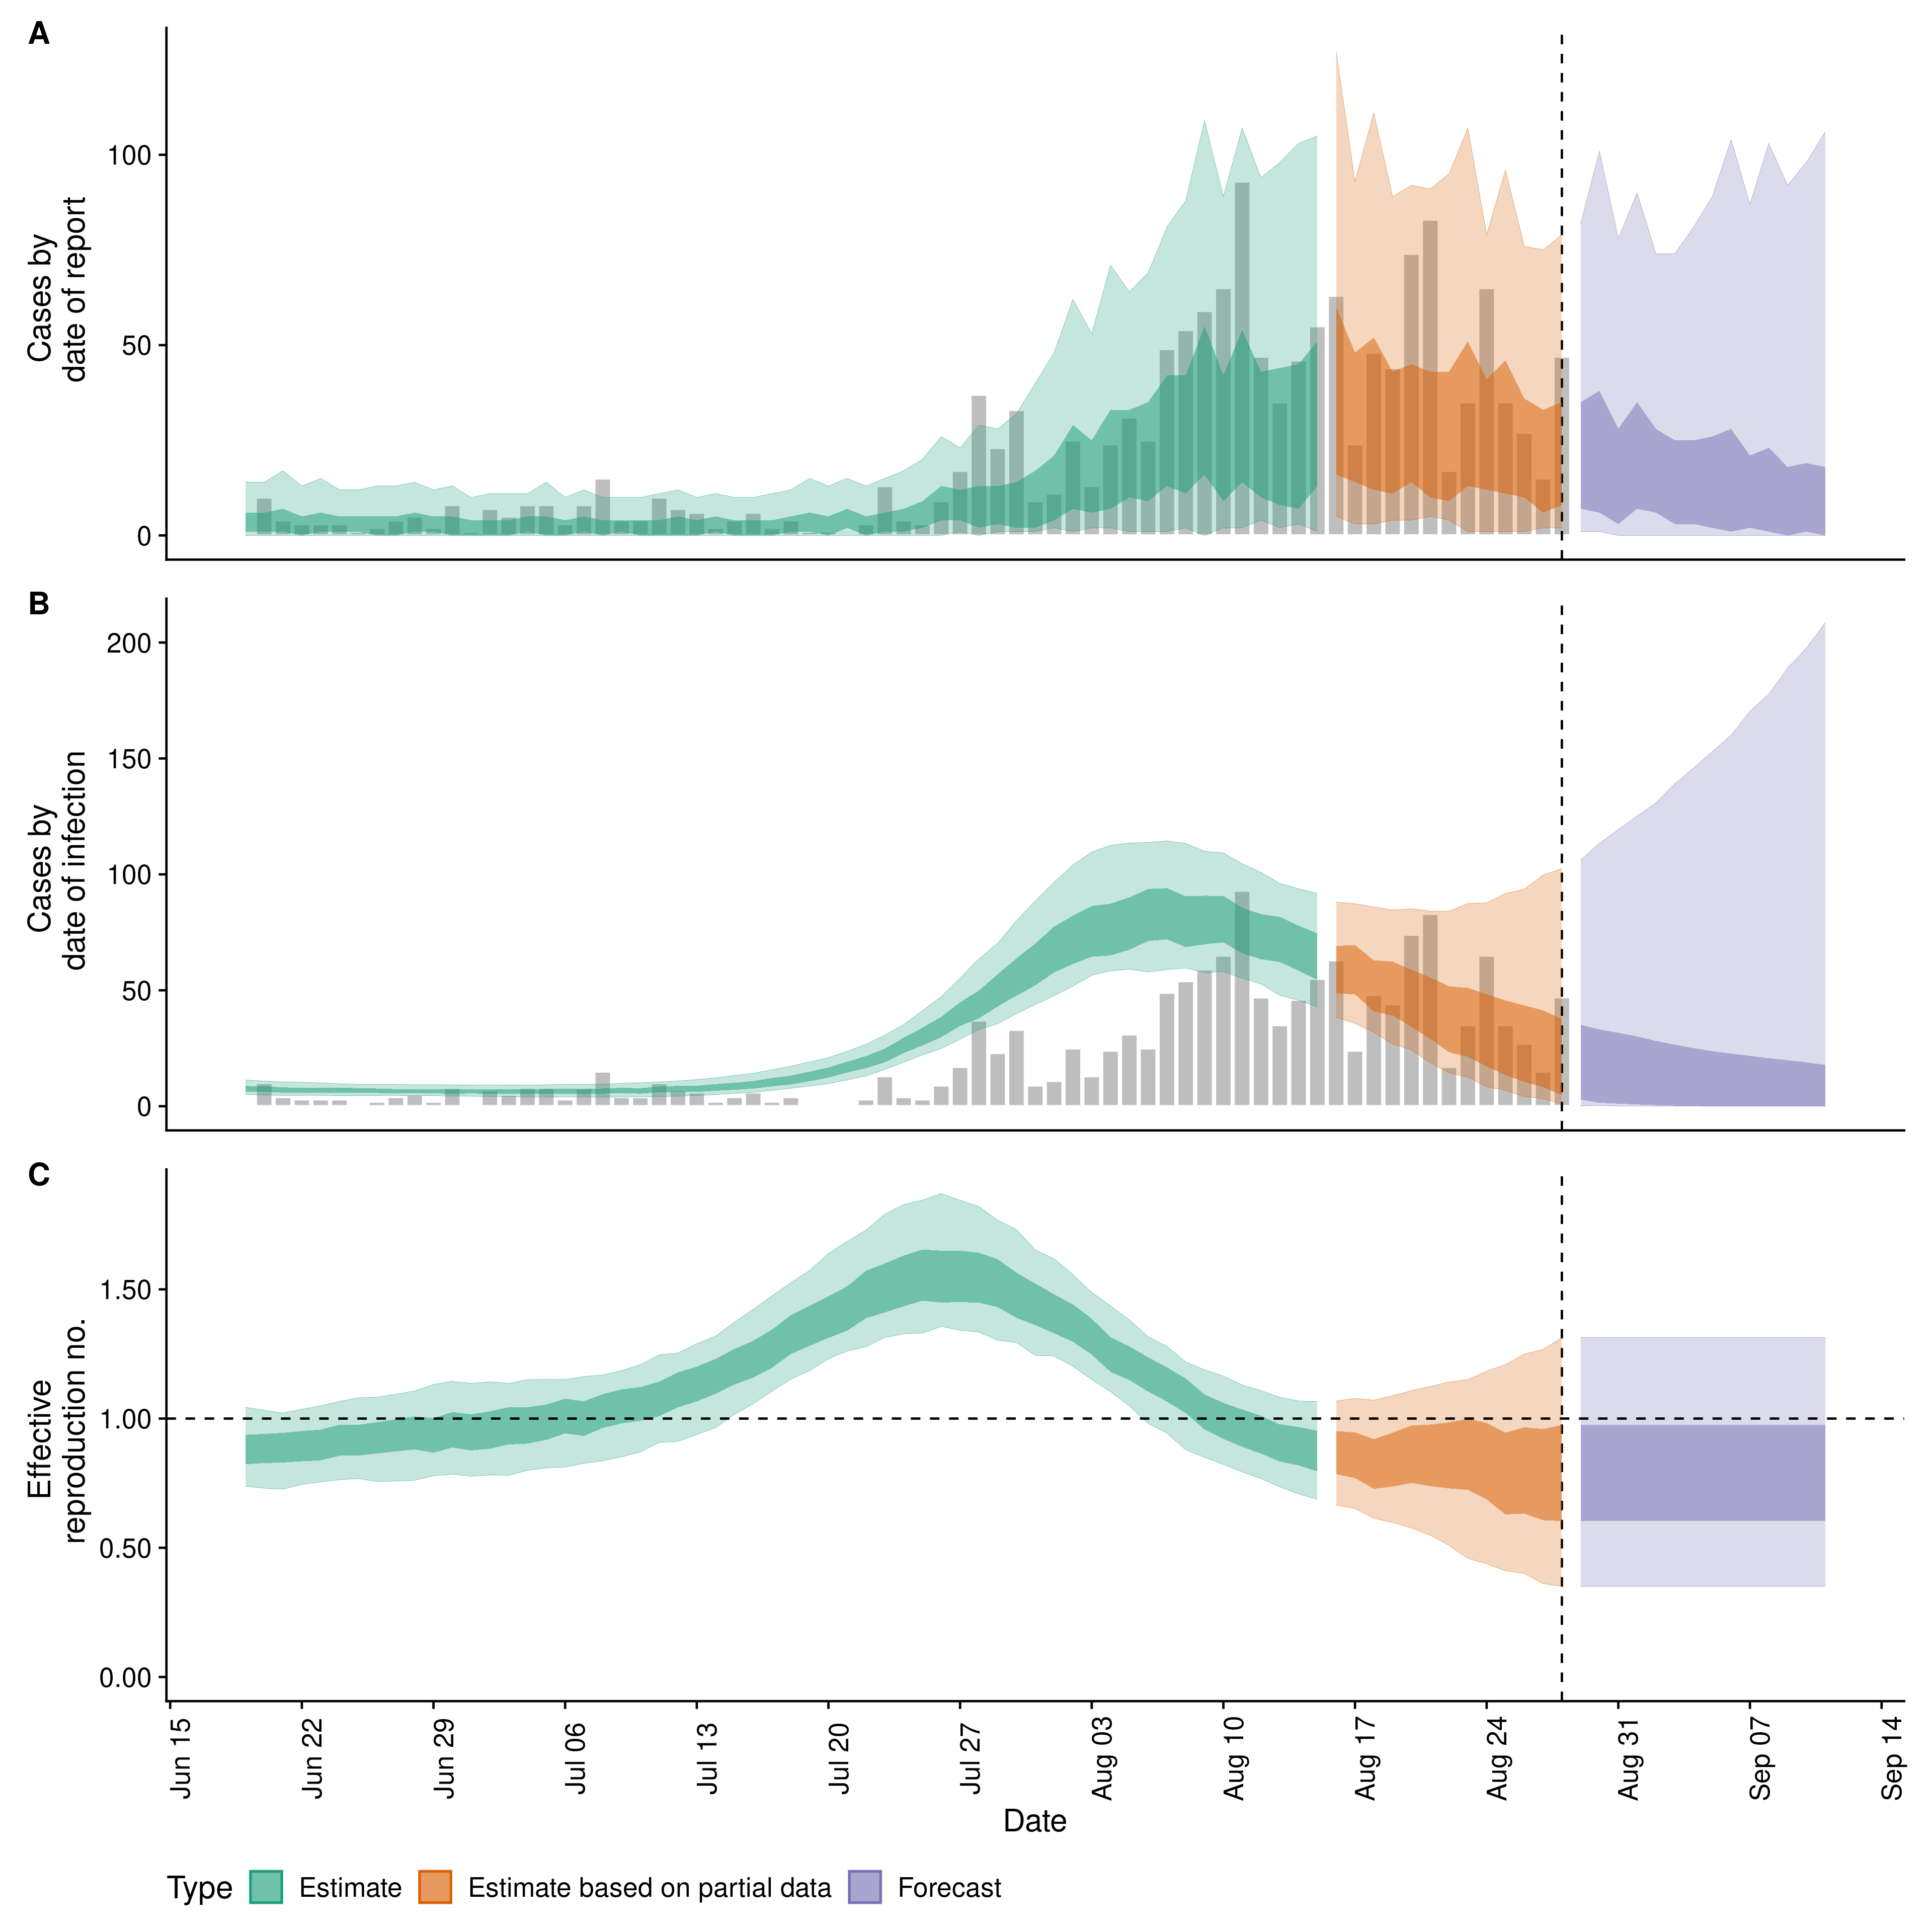 A
Cases by
date of report
100
50
0
B
Cases by
date of infection
200
150
100
50
0
C
Effective
reproduction no.
1.50
1.00
0.50
0.00
Jun 15
Jun 22
Jun 29
Jul 06
Jul 13
Jul 20
Jul 27
Aug 03
Aug 10
Aug 17
Aug 24
Aug 31
Sep 07
Sep 14
Date
Type Estimate Estimate based on partial data Forecast